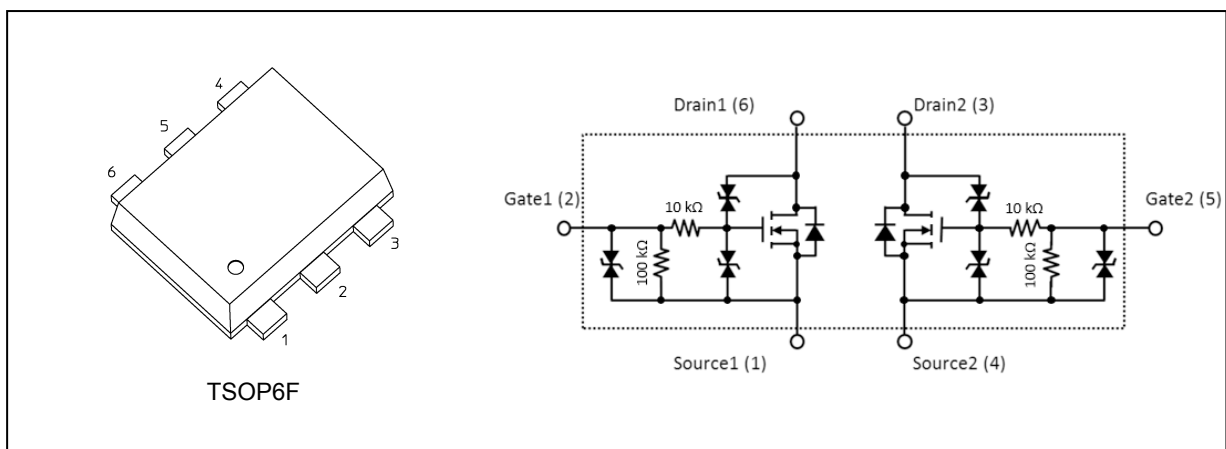 4
5
6
3
2
1
TSOP6F
Drain1 (6)
Drain2 (3)
Gate1 (2)
10 kΩ
100 kΩ
10 kΩ
100 kΩ
Gate2 (5)
Source1 (1)
Source2 (4)